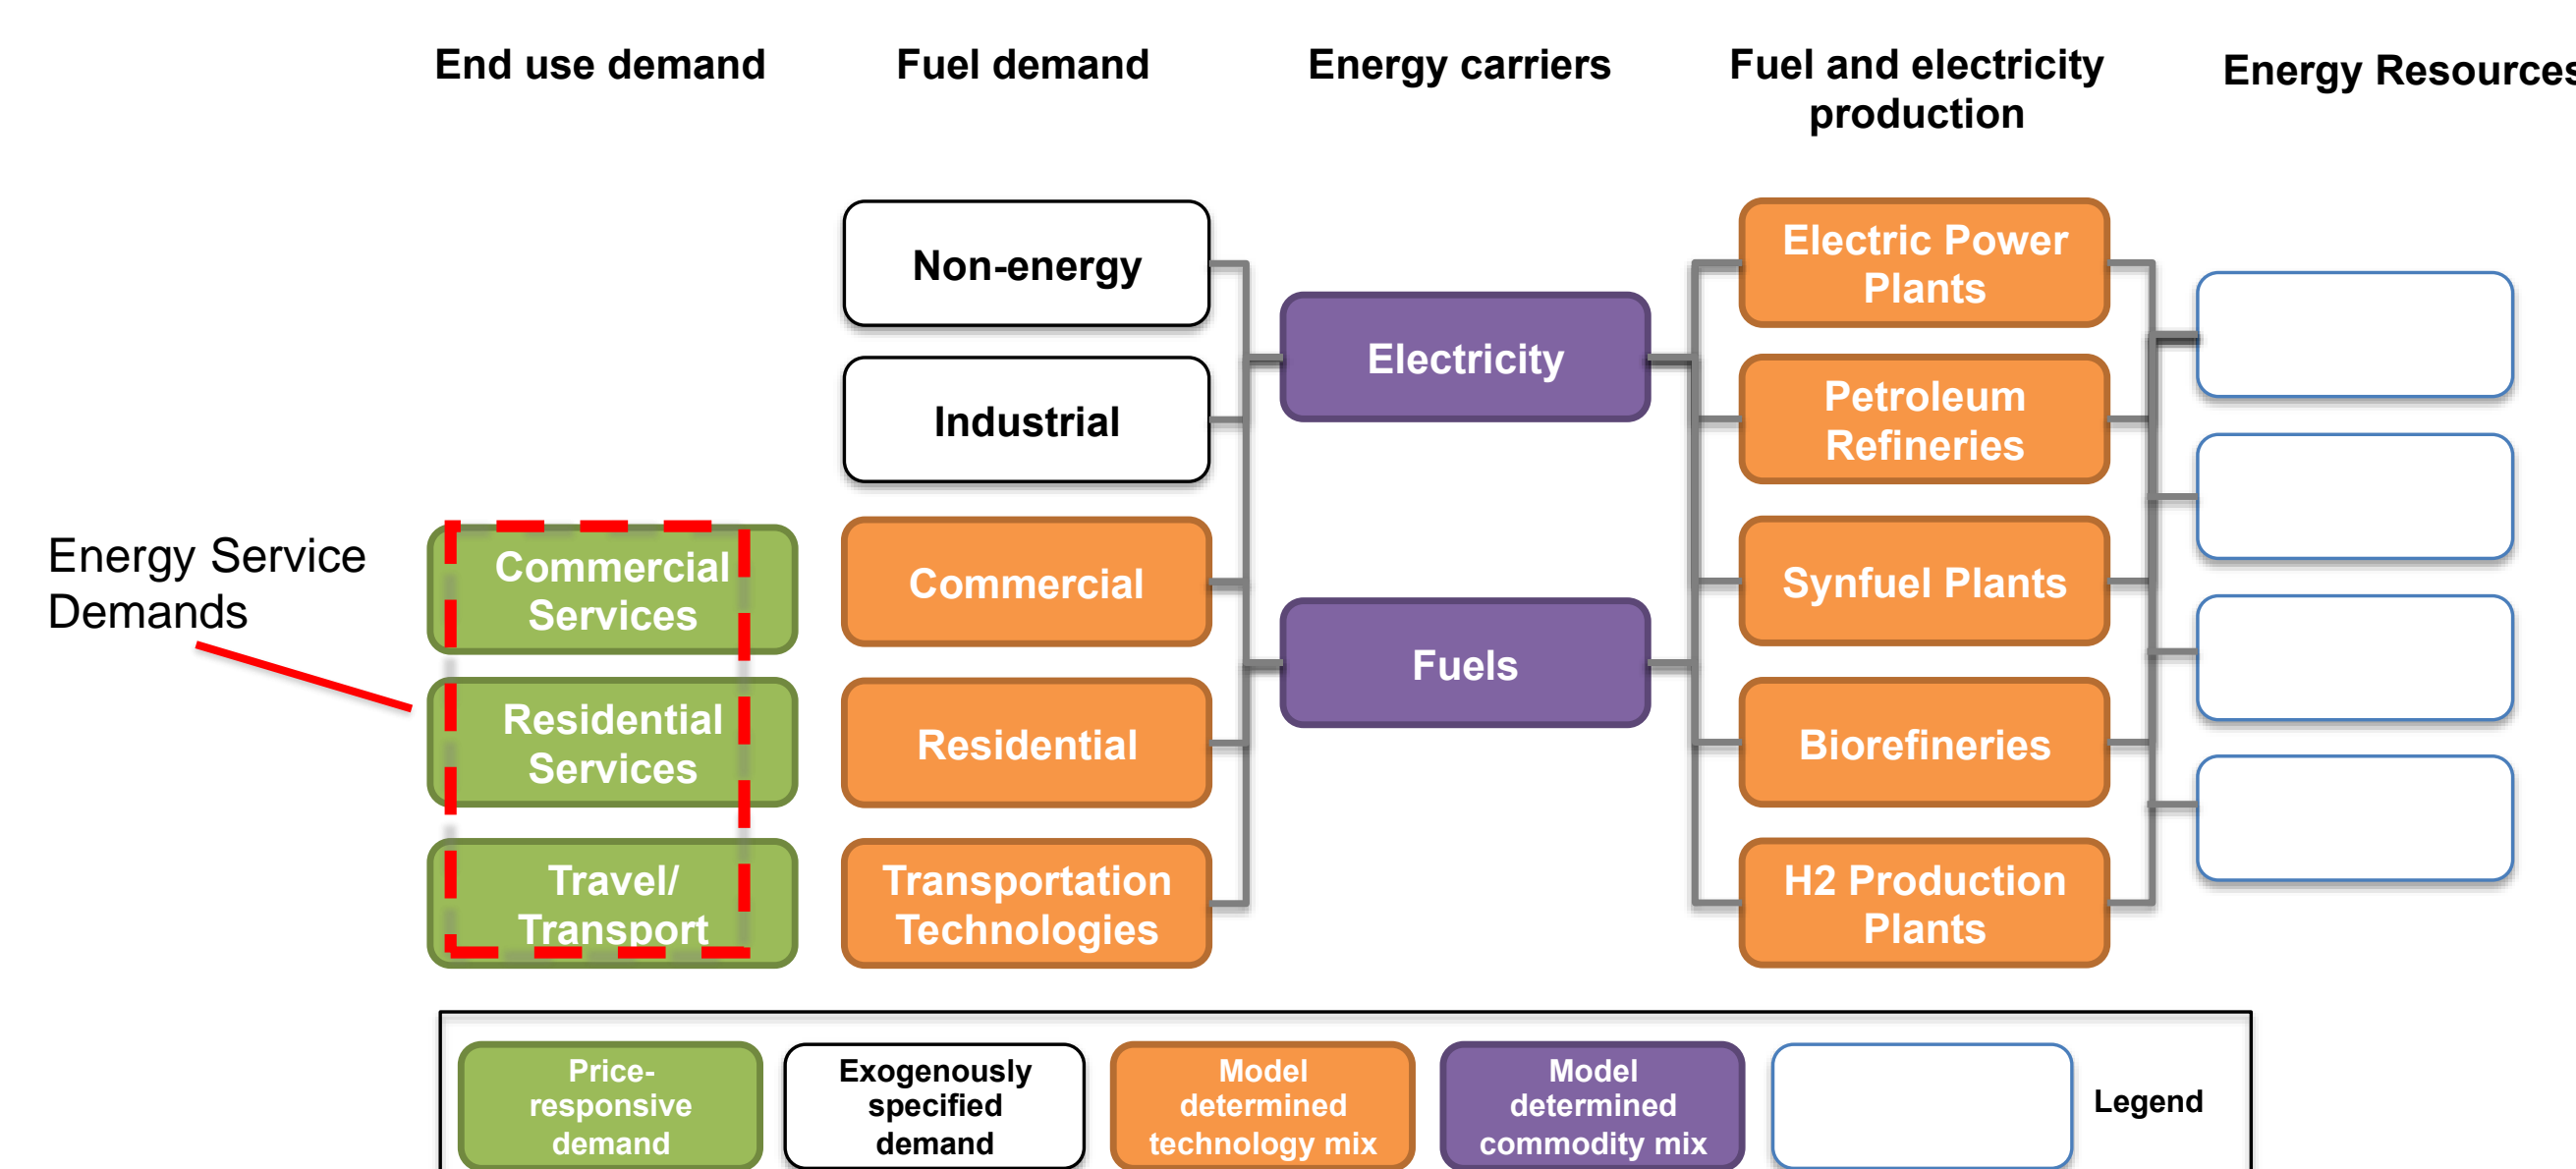 End use demand
Fuel demand
Energy carriers
Fuel and electricity
production
Energy Resources
Non-energy
Electric Power
Plants
Electricity
Industrial
Petroleum
Refineries
Energy Service
Demands
Commercial
Services
Commercial
Synfuel Plants
Fuels
Residential
Services
Residential
Biorefineries
Travel/
Transport
Transportation
Technologies
H2 Production
Plants
Price-
responsive
demand
Exogenously
specified
demand
Model
determined
technology mix
Model
determined
commodity mix
Legend